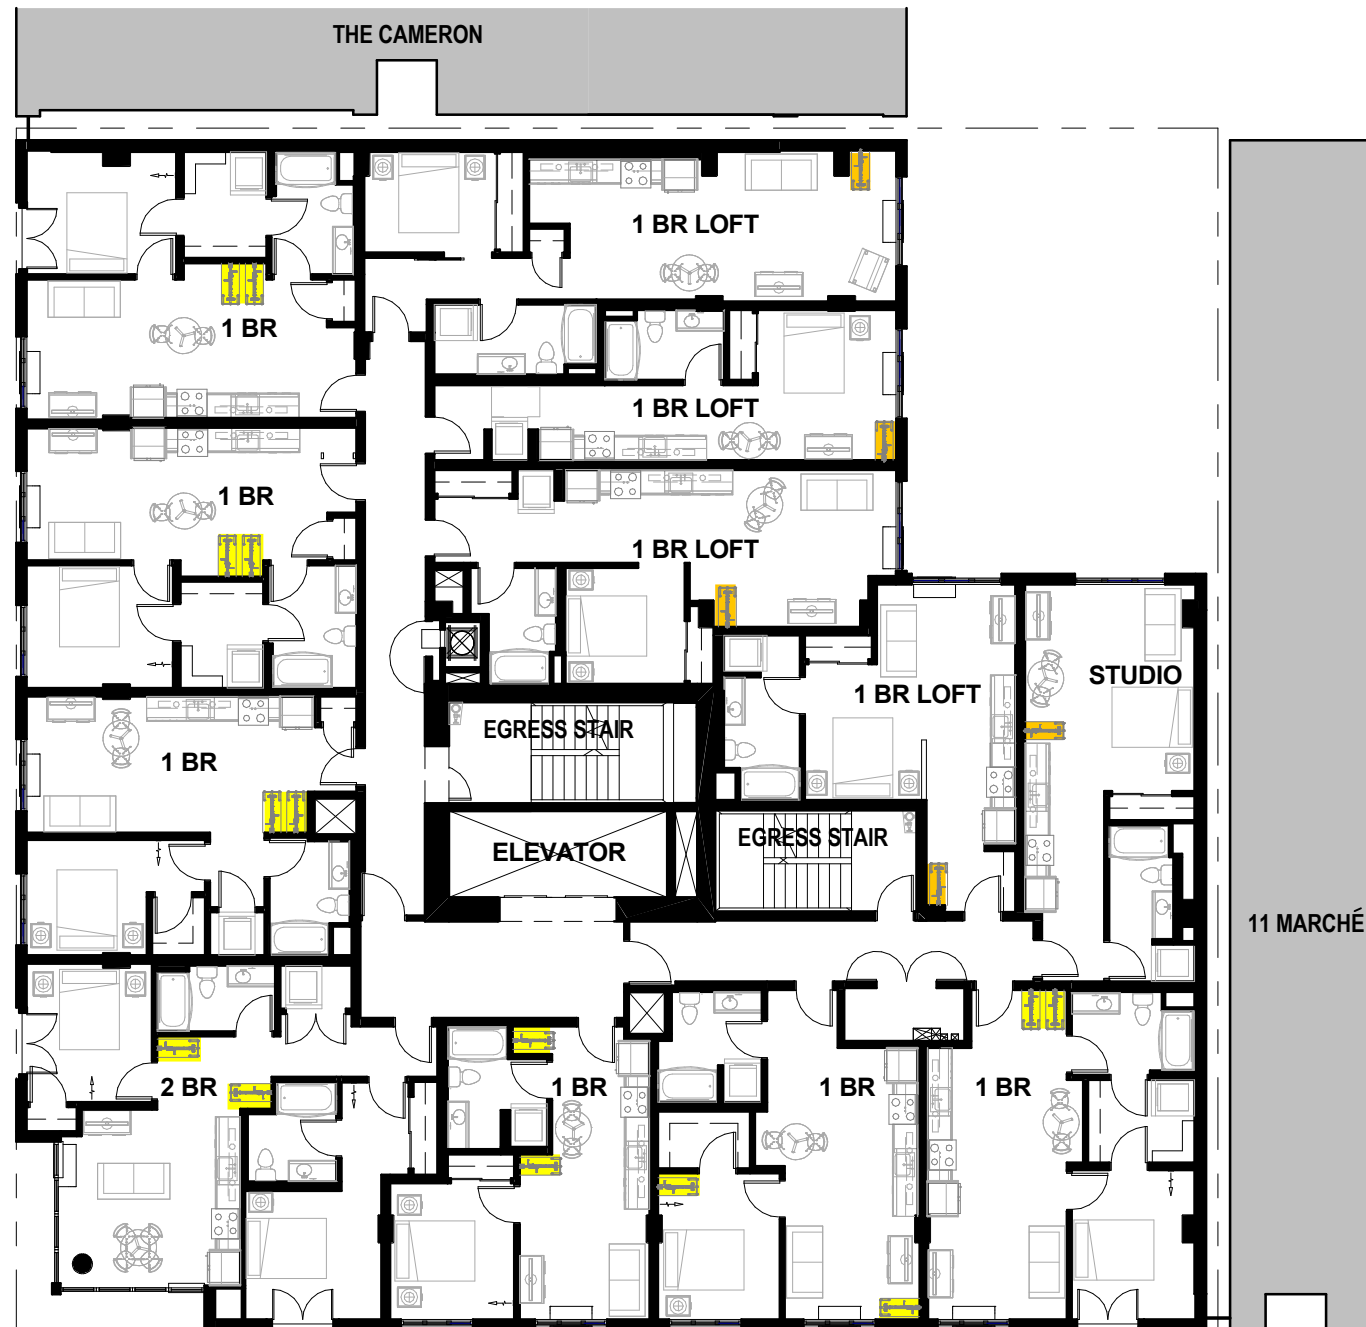 THE CAMERON
1 BR LOFT
1 BR
1 BR LOFT
1 BR
1 BR LOFT
STUDIO
1 BR LOFT
EGRESS STAIR
1 BR
EGRESS STAIR
ELEVATOR
11 MARCHÉ
2 BR
1 BR
1 BR
1 BR